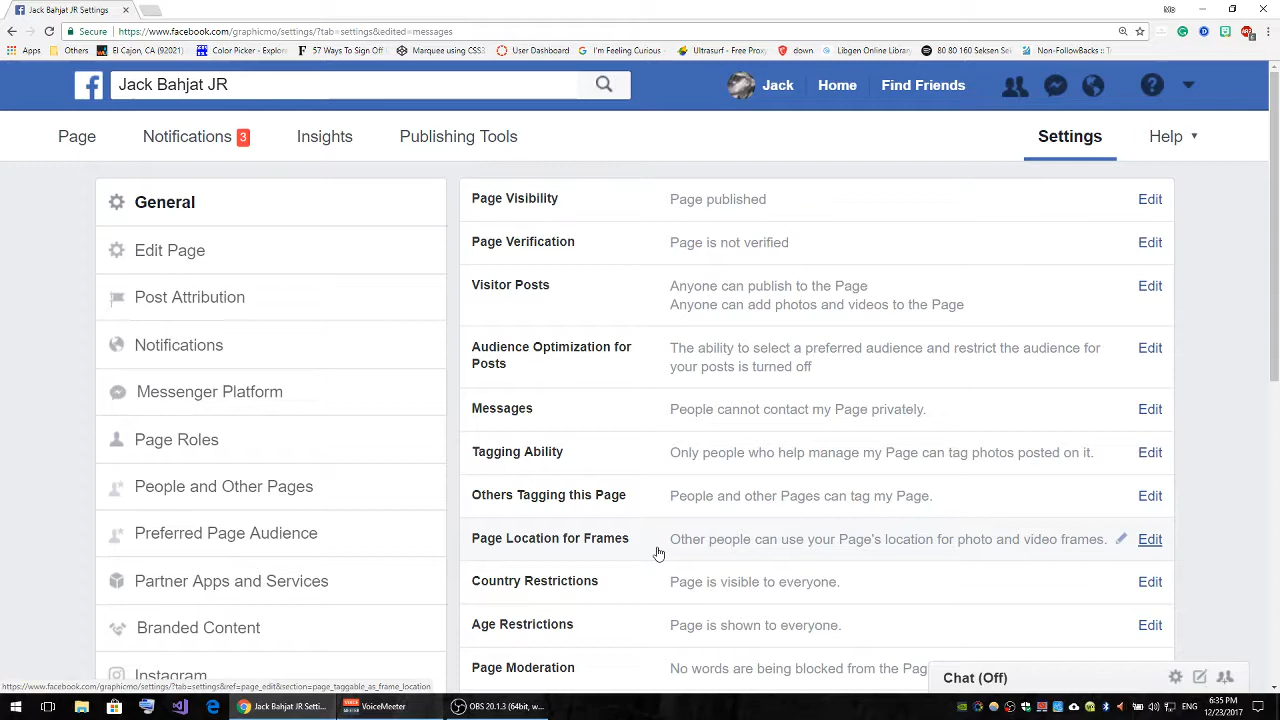 Jack Bahjat JR Settings
Secure
https://www.facebook.com/graphicmo/settings/?tab=settings&edited=messages
Apps
Others
El Cajon, CA (92021)
Color Picker - Explore
57 Ways To Sign Off
Marquee using CSS3
User Dashboard
I'm Feeling Curious
Ultrasurf - Free Proxy
Libgen Online Library
80 80 160 Seksen Sek
Non-FollowBacks :: T
Jack Bahjat JR
Jack
Home
Find Friends
Page
Notifications 3
Insights
Publishing Tools
Settings
Help
General
Edit Page
Post Attribution
Notifications
Messenger Platform
Page Roles
People and Other Pages
Preferred Page Audience
Partner Apps and Services
Branded Content
Instagram
Page Visibility
Page published
Edit
Page Verification
Page is not verified
Edit
Visitor Posts
Anyone can publish to the Page
Anyone can add photos and videos to the Page
Edit
Audience Optimization for
Posts
The ability to select a preferred audience and restrict the audience for
your posts is turned off
Edit
Messages
People cannot contact my Page privately.
Edit
Tagging Ability
Only people who help manage my Page can tag photos posted on it.
Edit
Others Tagging this Page
People and other Pages can tag my Page.
Edit
Page Location for Frames
Other people can use your Page's location for photo and video frames.
Edit
Country Restrictions
Page is visible to everyone.
Edit
Age Restrictions
Page is shown to everyone.
Edit
Page Moderation
No words are being blocked from the Pag
Chat (Off)
https://www.facebook.com/graphicmo/settings/?tab=settings&ref=page_edit&section=page_taggable_as_frame_location
Jack Bahjat JR Setti...
VoiceMeeter
OBS 20.1.3 (64bit, w...
ENG
6:35 PM
12/23/2017